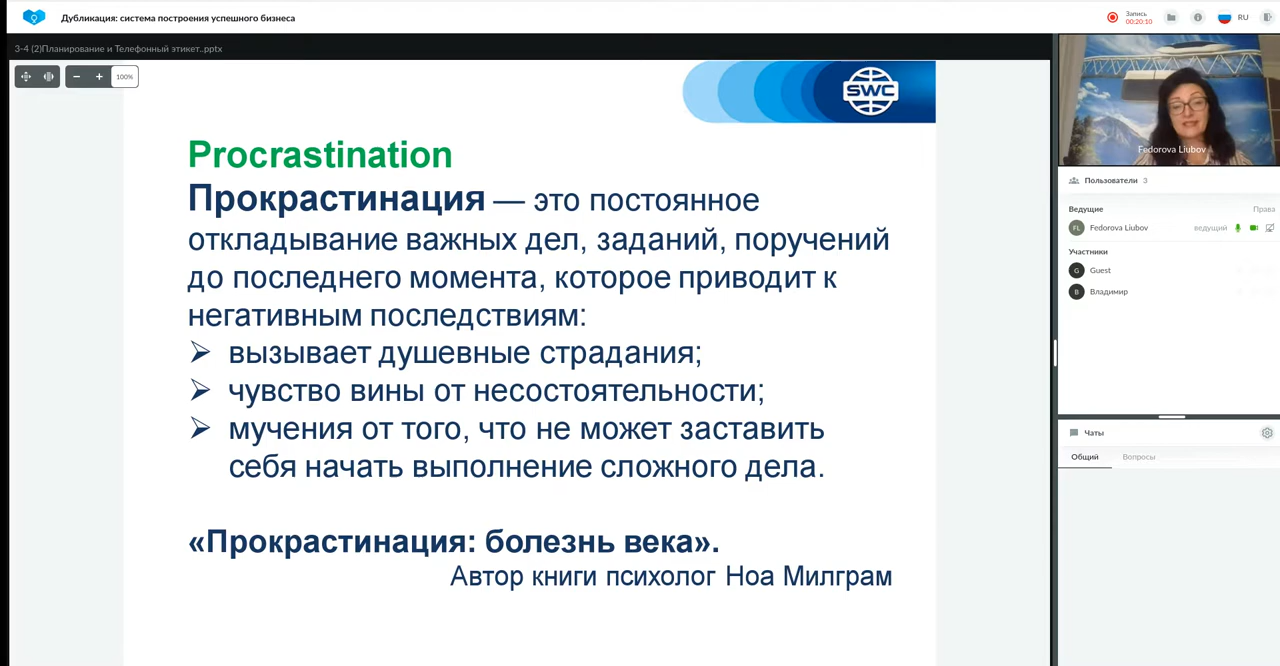 Дубликация: система построения успешного бизнеса
Запись
00:20:10
RU
3-4 (2)Планирование и Телефонный этикет..pptx
100%
SWC
Procrastination
Прокрастинация — это постоянное
откладывание важных дел, заданий, поручений
до последнего момента, которое приводит к
негативным последствиям:
➢ вызывает душевные страдания;
➢ чувство вины от несостоятельности;
➢ мучения от того, что не может заставить
себя начать выполнение сложного дела.
«Прокрастинация: болезнь века».
Автор книги психолог Ноа Милграм
Fedorova Liubov
Пользователи 3
Ведущие Права
FL Fedorova Liubov ведущий
Участники
G Guest
В Владимир
Чаты
Общий Вопросы